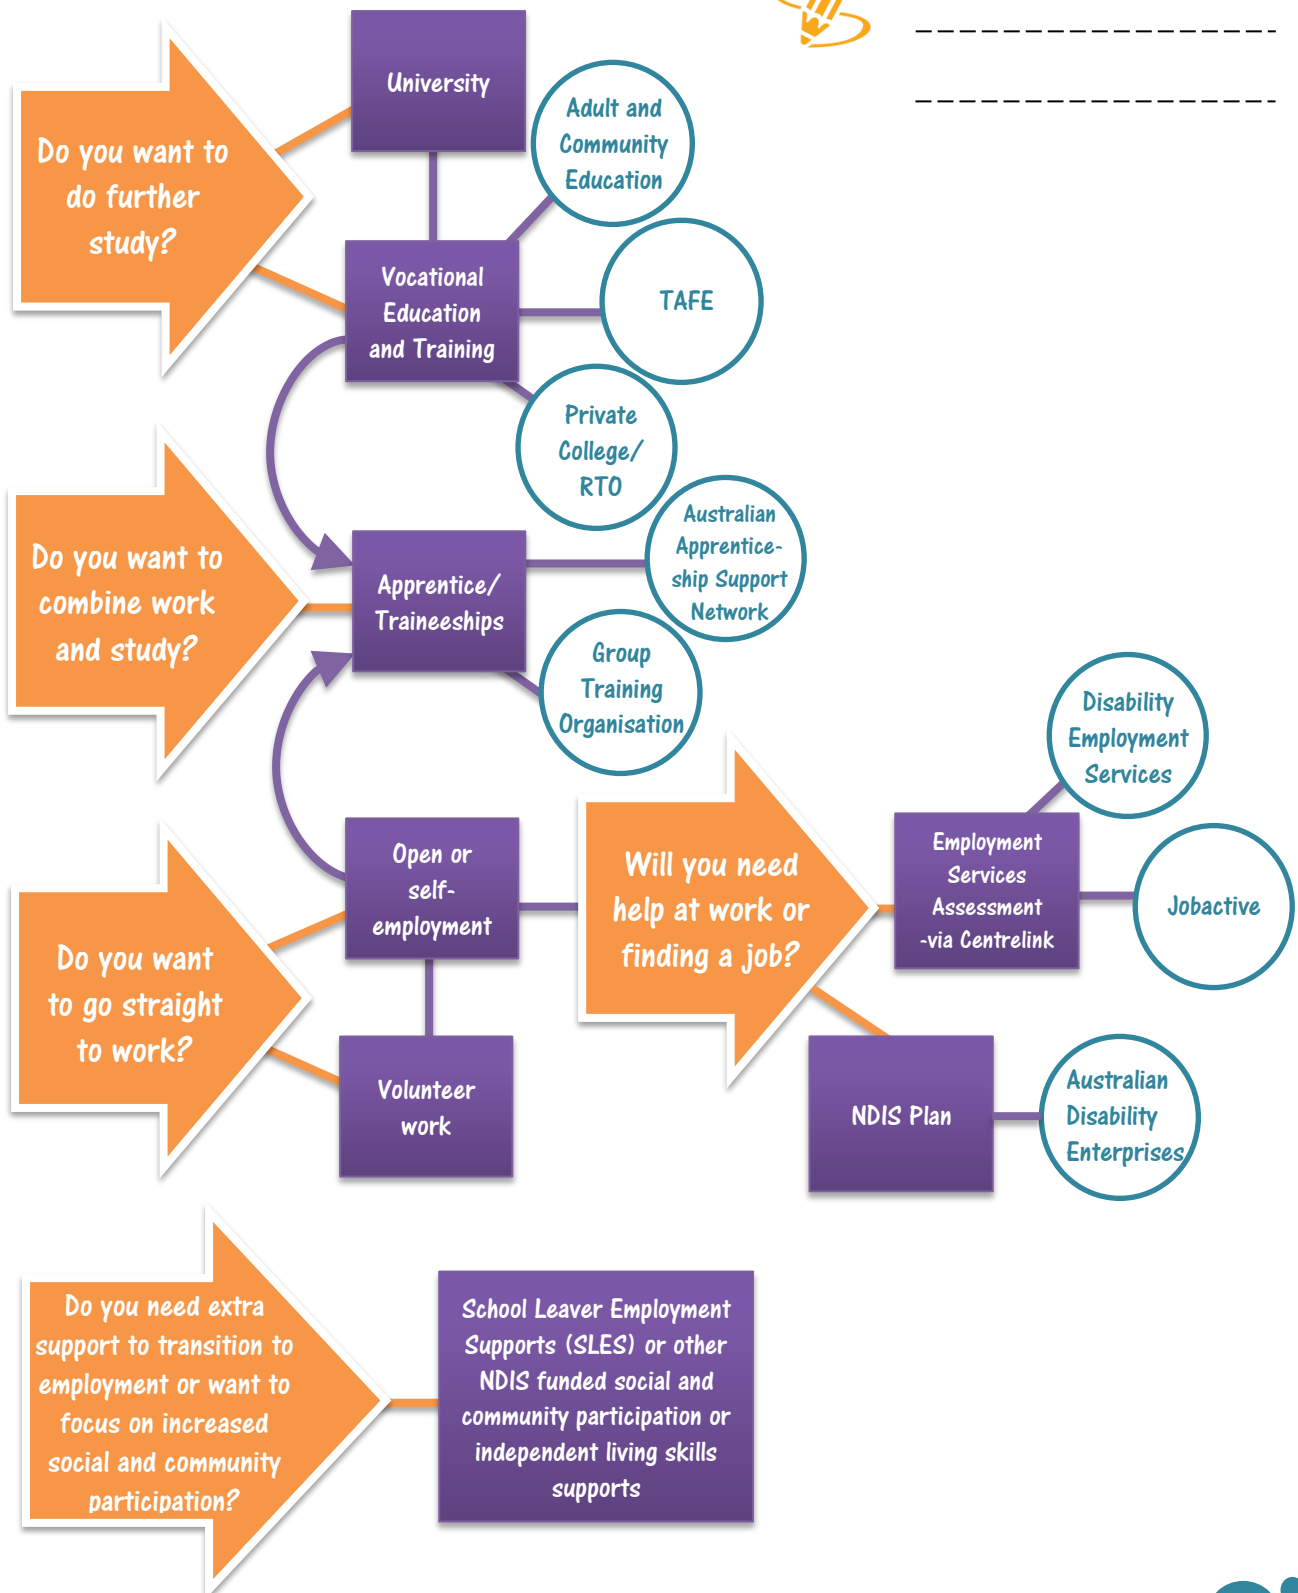 Do you want to
do further
study?
University
Vocational
Education
and Training
Adult and
Community
Education
TAFE
Private
College/
RTO
Do you want to
combine work
and study?
Apprentice/
Traineeships
Australian
Apprentice-
ship Support
Network
Group
Training
Organisation
Do you want
to go straight
to work?
Open or
self-
employment
Volunteer
work
Will you need
help at work or
finding a job?
Employment
Services
Assessment
-via Centrelink
Disability
Employment
Services
Jobactive
NDIS Plan
Australian
Disability
Enterprises
Do you need extra
support to transition to
employment or want to
focus on increased
social and community
participation?
School Leaver Employment
Supports (SLES) or other
NDIS funded social and
community participation or
independent living skills
supports